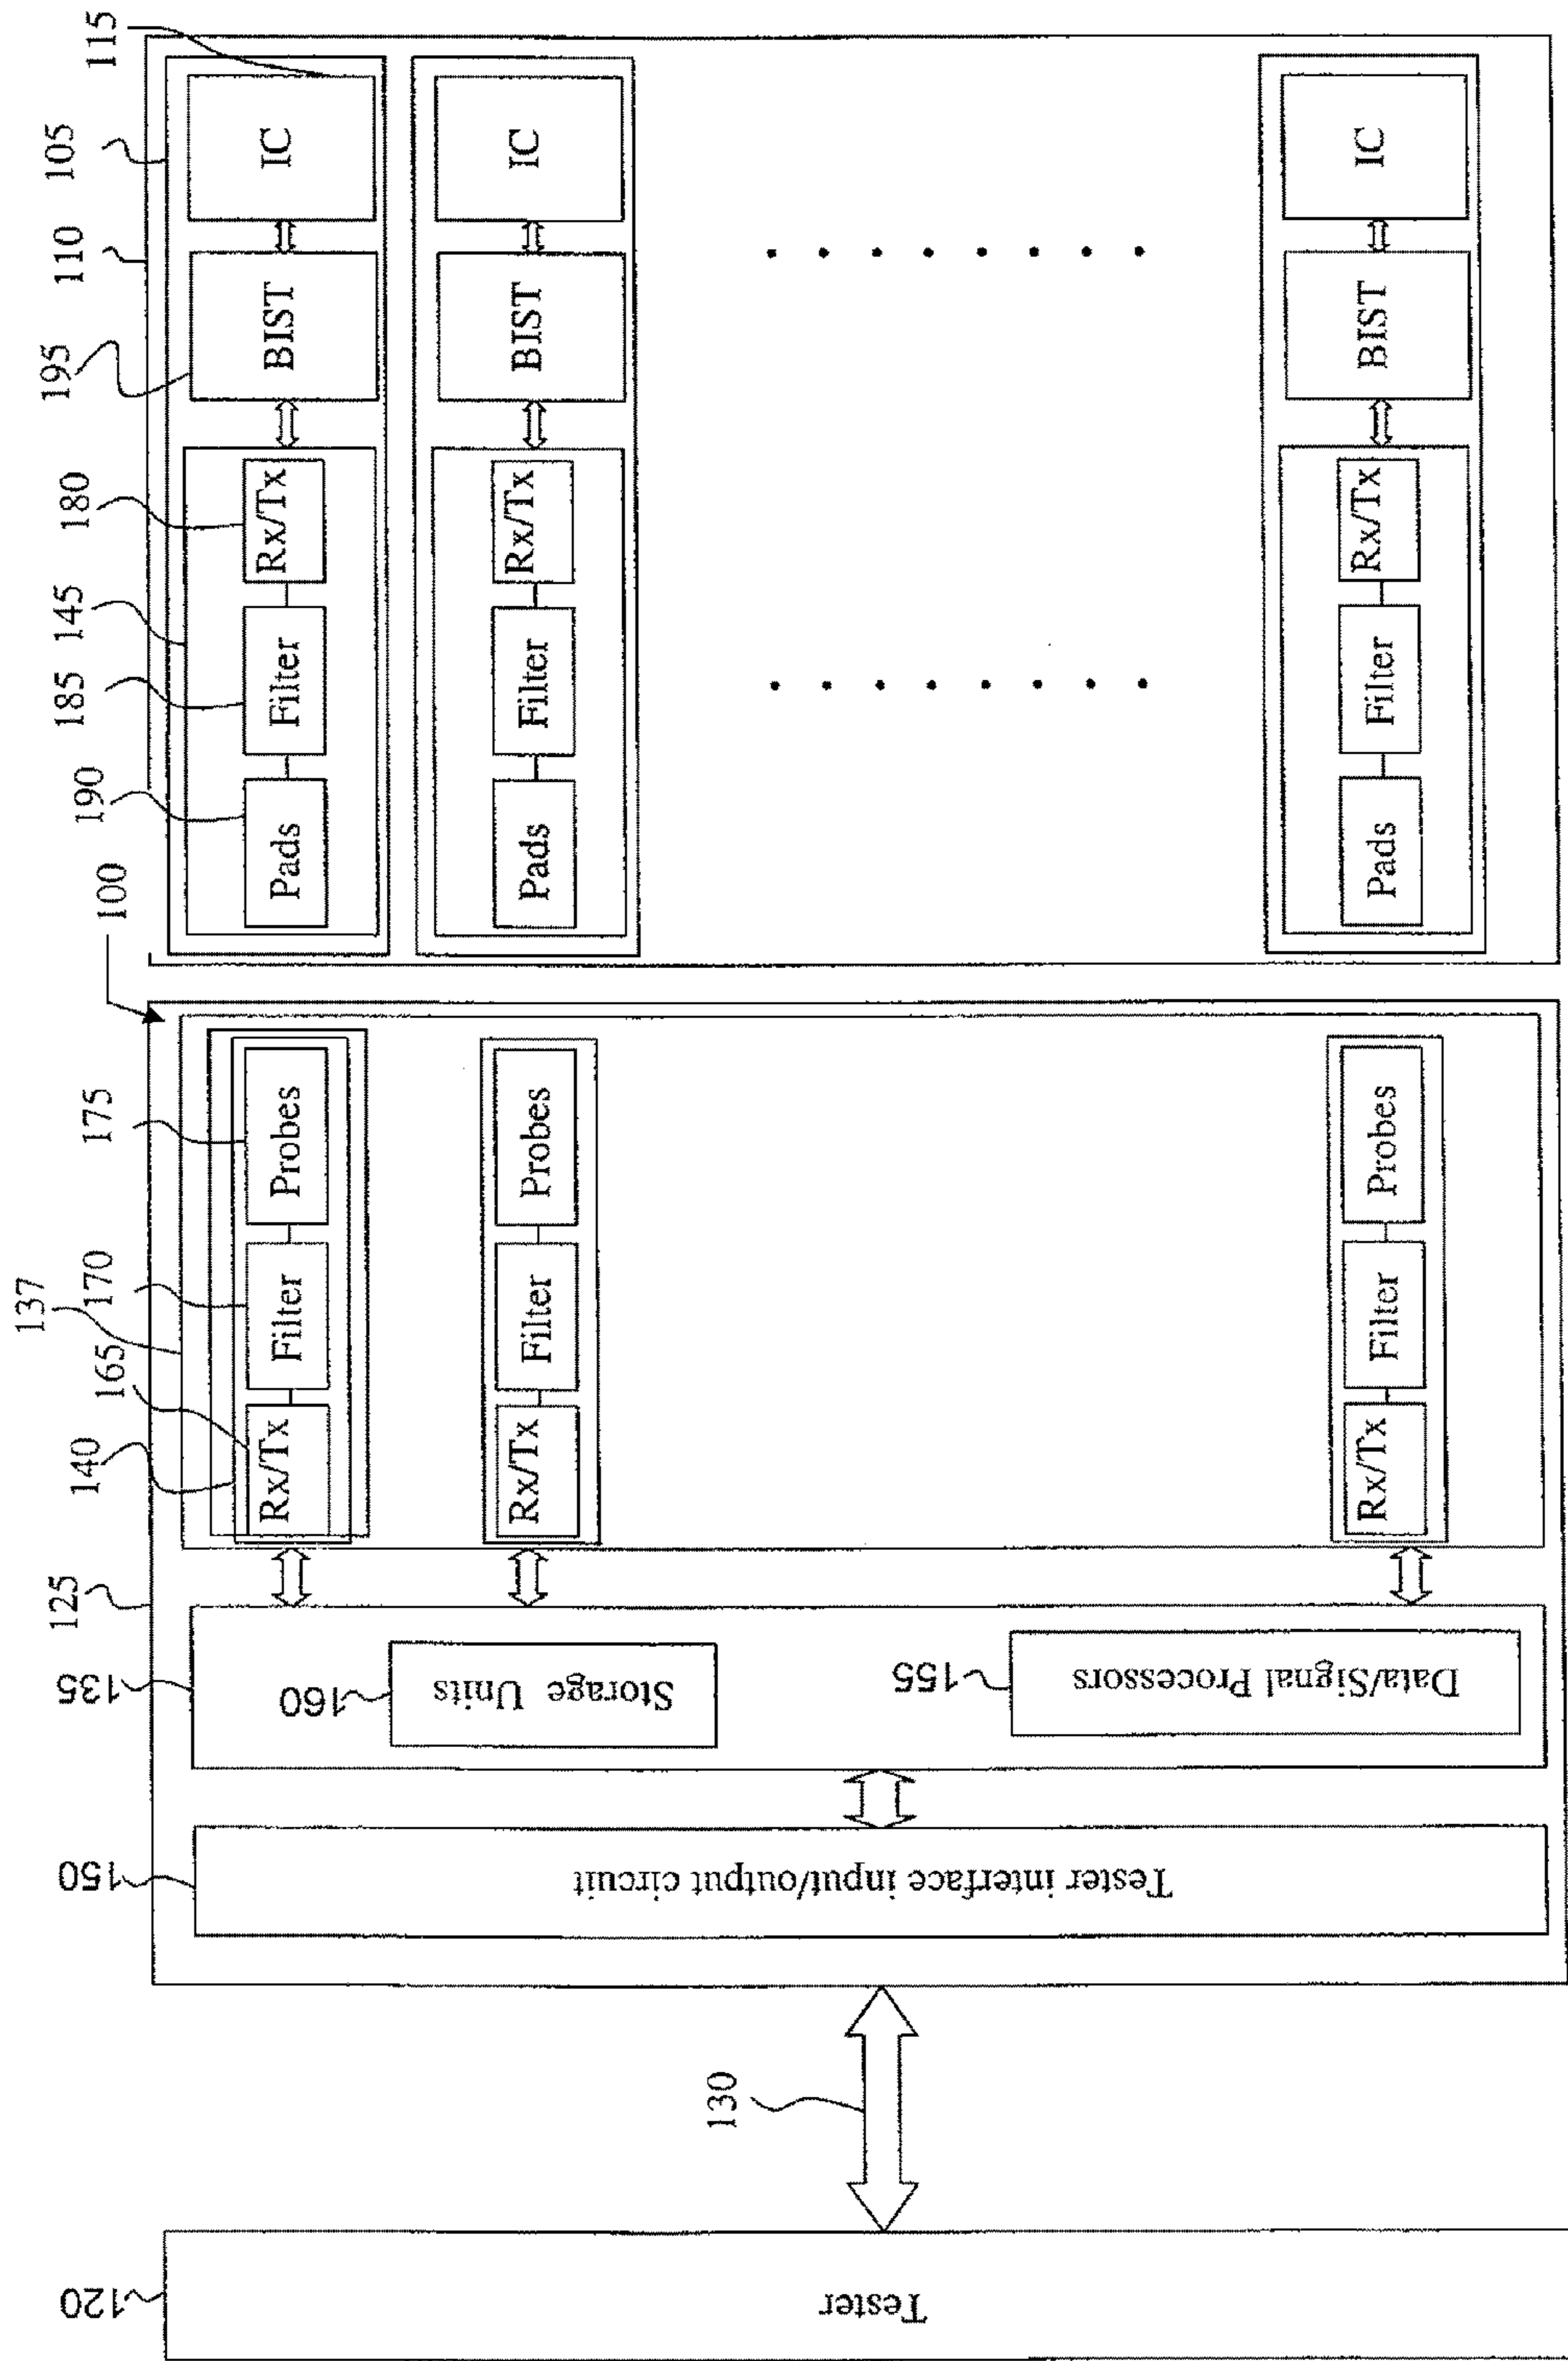 120
Tester
130
125
150
Tester interface input/output circuit
135
160
Storage Units
155
Data/Signal Processors
137
140
165
170
175
100
Rx/Tx
Filter
Probes
Rx/Tx
Filter
Probes
Rx/Tx
Filter
Probes
190
185
145
180
195
110
105
115
Pads
Filter
Rx/Tx
BIST
IC
Pads
Filter
Rx/Tx
BIST
IC
Pads
Filter
Rx/Tx
BIST
IC